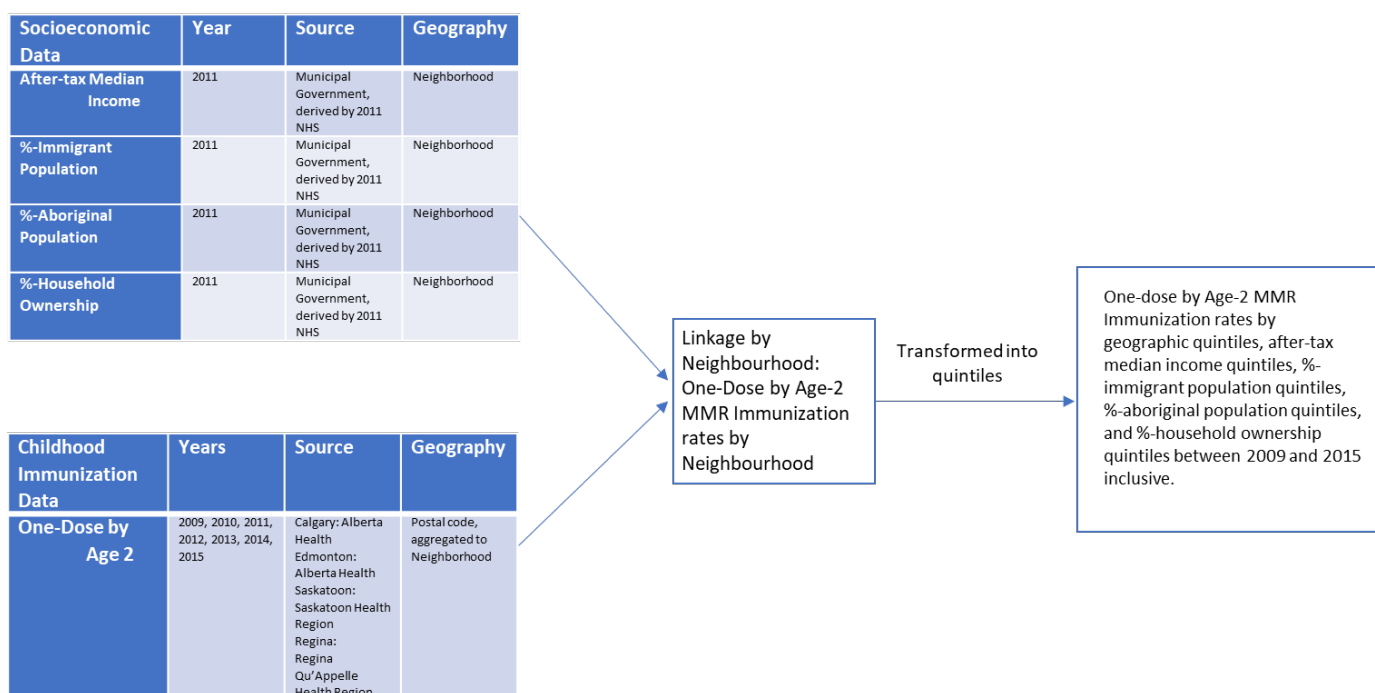 Socioeconomic Data
Year
Source
Geography
After-tax Median
Income
2011
Municipal
Government,
derived by 2011
NHS
Neighborhood
%-Immigrant
Population
2011
Municipal
Government,
derived by 2011
NHS
Neighborhood
%-Aboriginal
Population
2011
Municipal
Government,
derived by 2011
NHS
Neighborhood
%-Household
Ownership
2011
Municipal
Government,
derived by 2011
NHS
Neighborhood
Childhood
Immunization
Data
Years
Source
Geography
One-Dose by
Age 2
2009, 2010, 2011,
2012, 2013, 2014,
2015
Calgary: Alberta
Health
Edmonton:
Alberta Health
Saskatoon:
Saskatoon Health
Region
Regina:
Regina
Qu’Appelle
Health Region
Postal code,
aggregated to
Neighborhood
Linkage by
Neighbourhood:
One-Dose by Age-2
MMR Immunization
rates by
Neighbourhood
Transformed into
quintiles
One-dose by Age-2 MMR
Immunization rates by
geographic quintiles, after-tax
median income quintiles, %-
immigrant population quintiles,
%-aboriginal population quintiles,
and %-household ownership
quintiles between 2009 and 2015
inclusive.